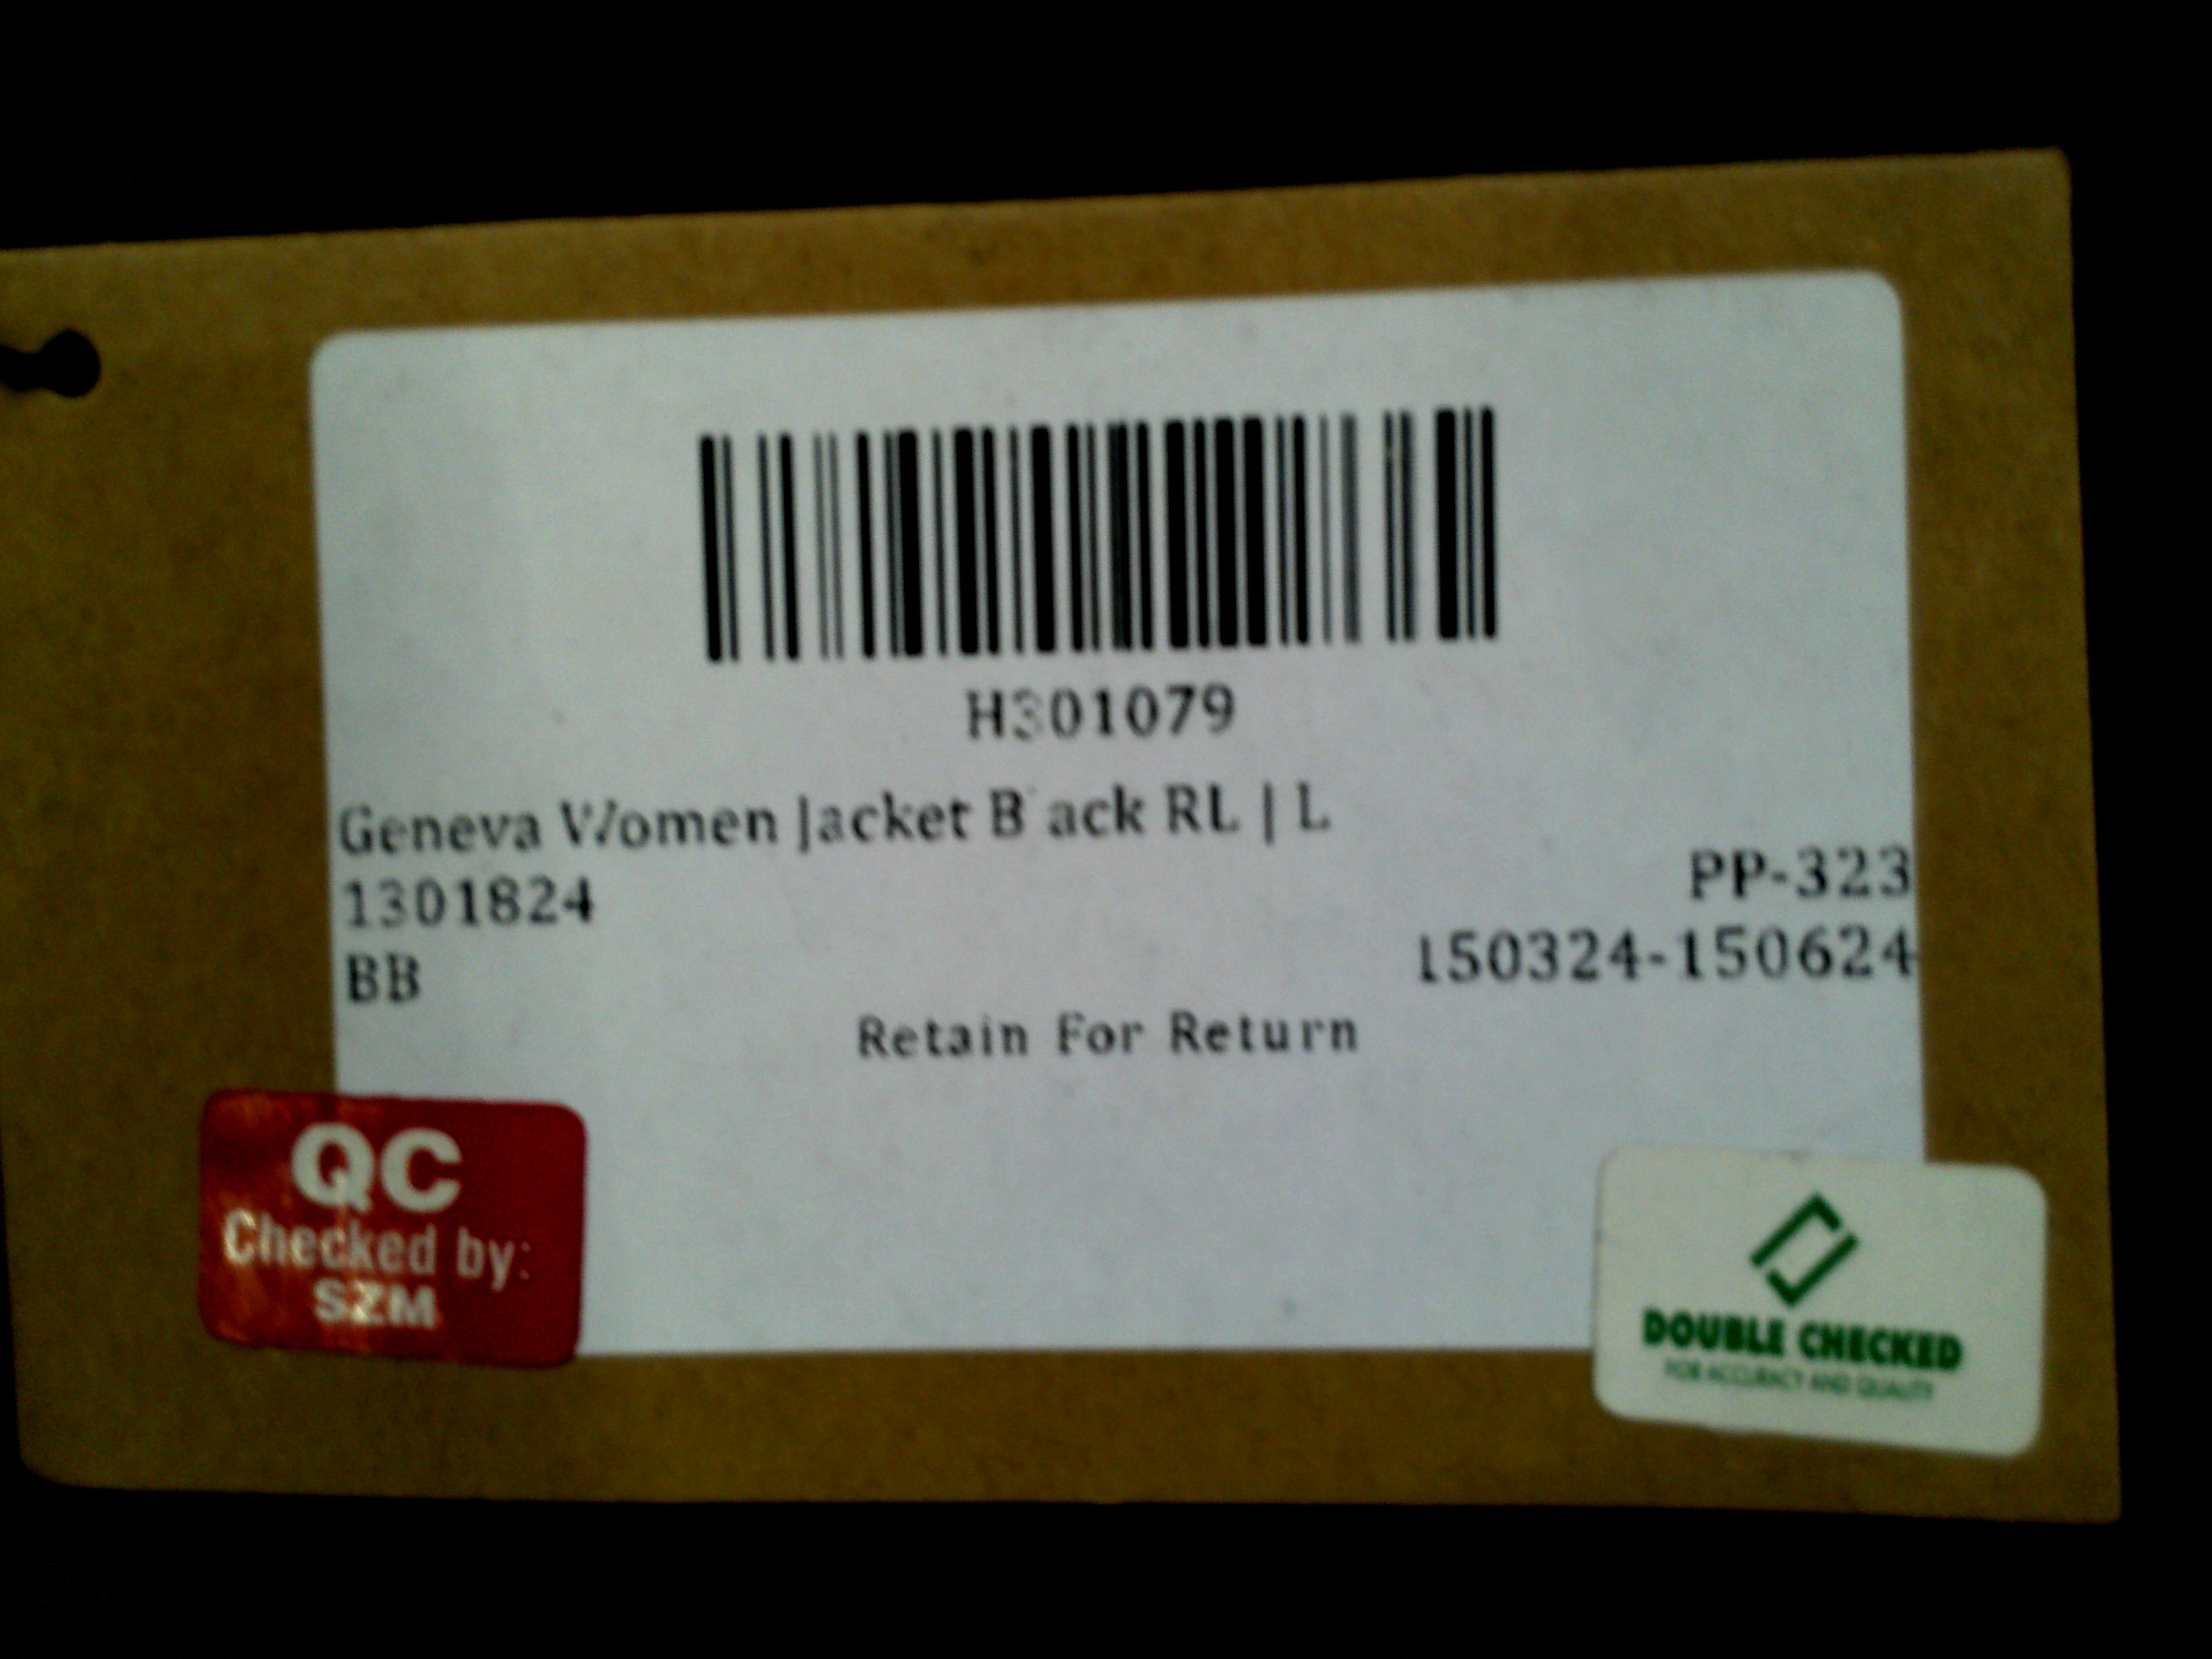 H301079
Geneva Women Jacket Black RL | L
1301824
PP-323
BB
150324-150624
Retain For Return
QC
Checked by:
SZM
DOUBLE CHECKED
FOR ACCURACY AND QUALITY